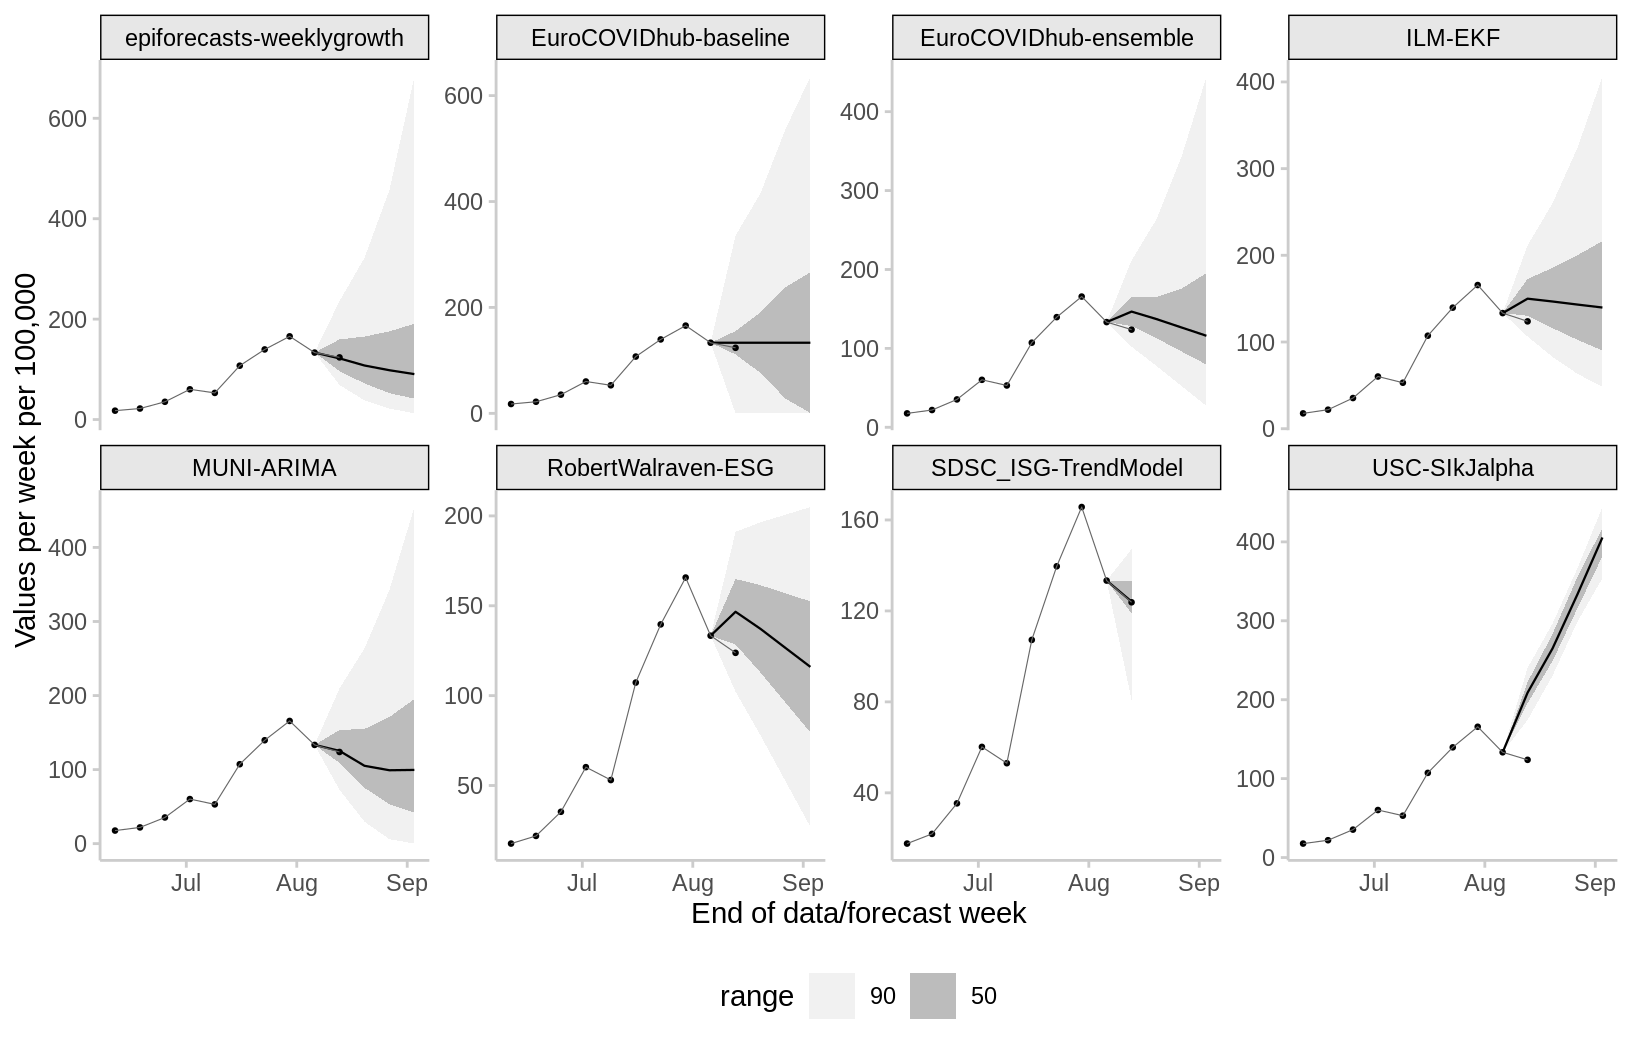 epiforecasts-weeklygrowth
EuroCOVIDhub-baseline
EuroCOVIDhub-ensemble
ILM-EKF
600
400
200
0
600
400
200
0
400
300
200
100
0
400
300
200
100
0
Values per week per 100,000
MUNI-ARIMA
RobertWalraven-ESG
SDSC_ISG-TrendModel
USC-SIkJalpha
400
300
200
100
0
200
150
100
50
160
120
80
40
400
300
200
100
0
Jul Aug Sep
Jul Aug Sep
Jul Aug Sep
Jul Aug Sep
End of data/forecast week
range 90 50